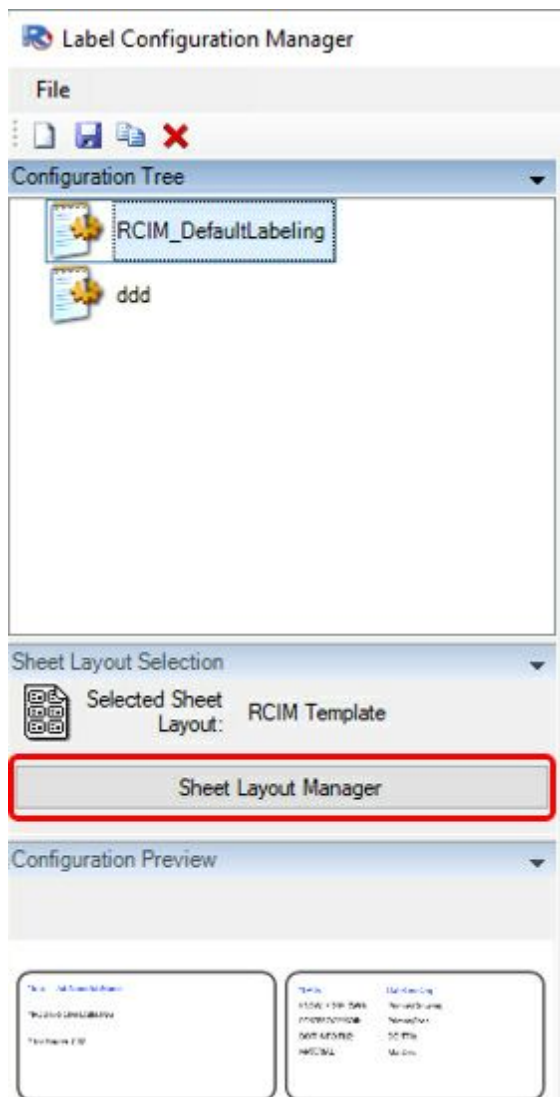 Label Configuration Manager
File
Configuration Tree
RCIM_DefaultLabeling
ddd
Sheet Layout Selection
Selected Sheet
Layout:
RCIM Template
Sheet Layout Manager
Configuration Preview